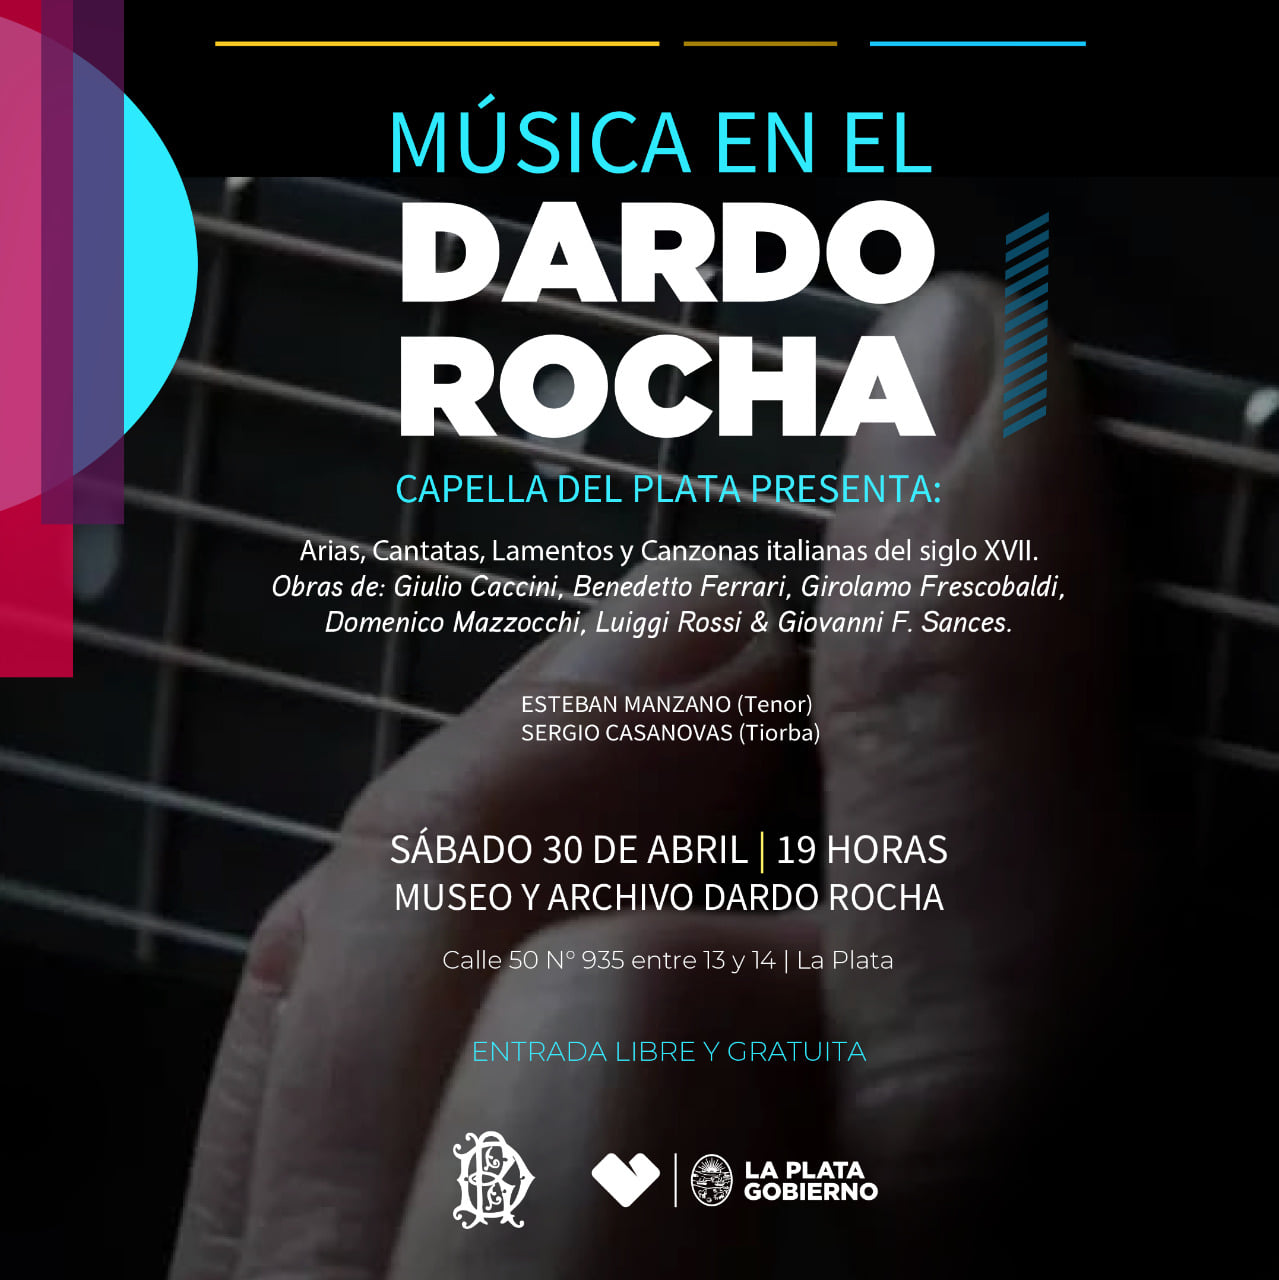 MÚSICA EN EL
DARDO
ROCHA
CAPELLA DEL PLATA PRESENTA:
Arias, Cantatas, Lamentos y Canzonas italianas del siglo XVII.
Obras de: Giulio Caccini, Benedetto Ferrari, Girolamo Frescobaldi,
Domenico Mazzocchi, Luiggi Rossi & Giovanni F. Sances.
ESTEBAN MANZANO (Tenor)
SERGIO CASANOVAS (Tiorba)
SÁBADO 30 DE ABRIL | 19 HORAS
MUSEO Y ARCHIVO DARDO ROCHA
Calle 50 N° 935 entre 13 y 14 | La Plata
ENTRADA LIBRE Y GRATUITA
LA PLATA
GOBIERNO